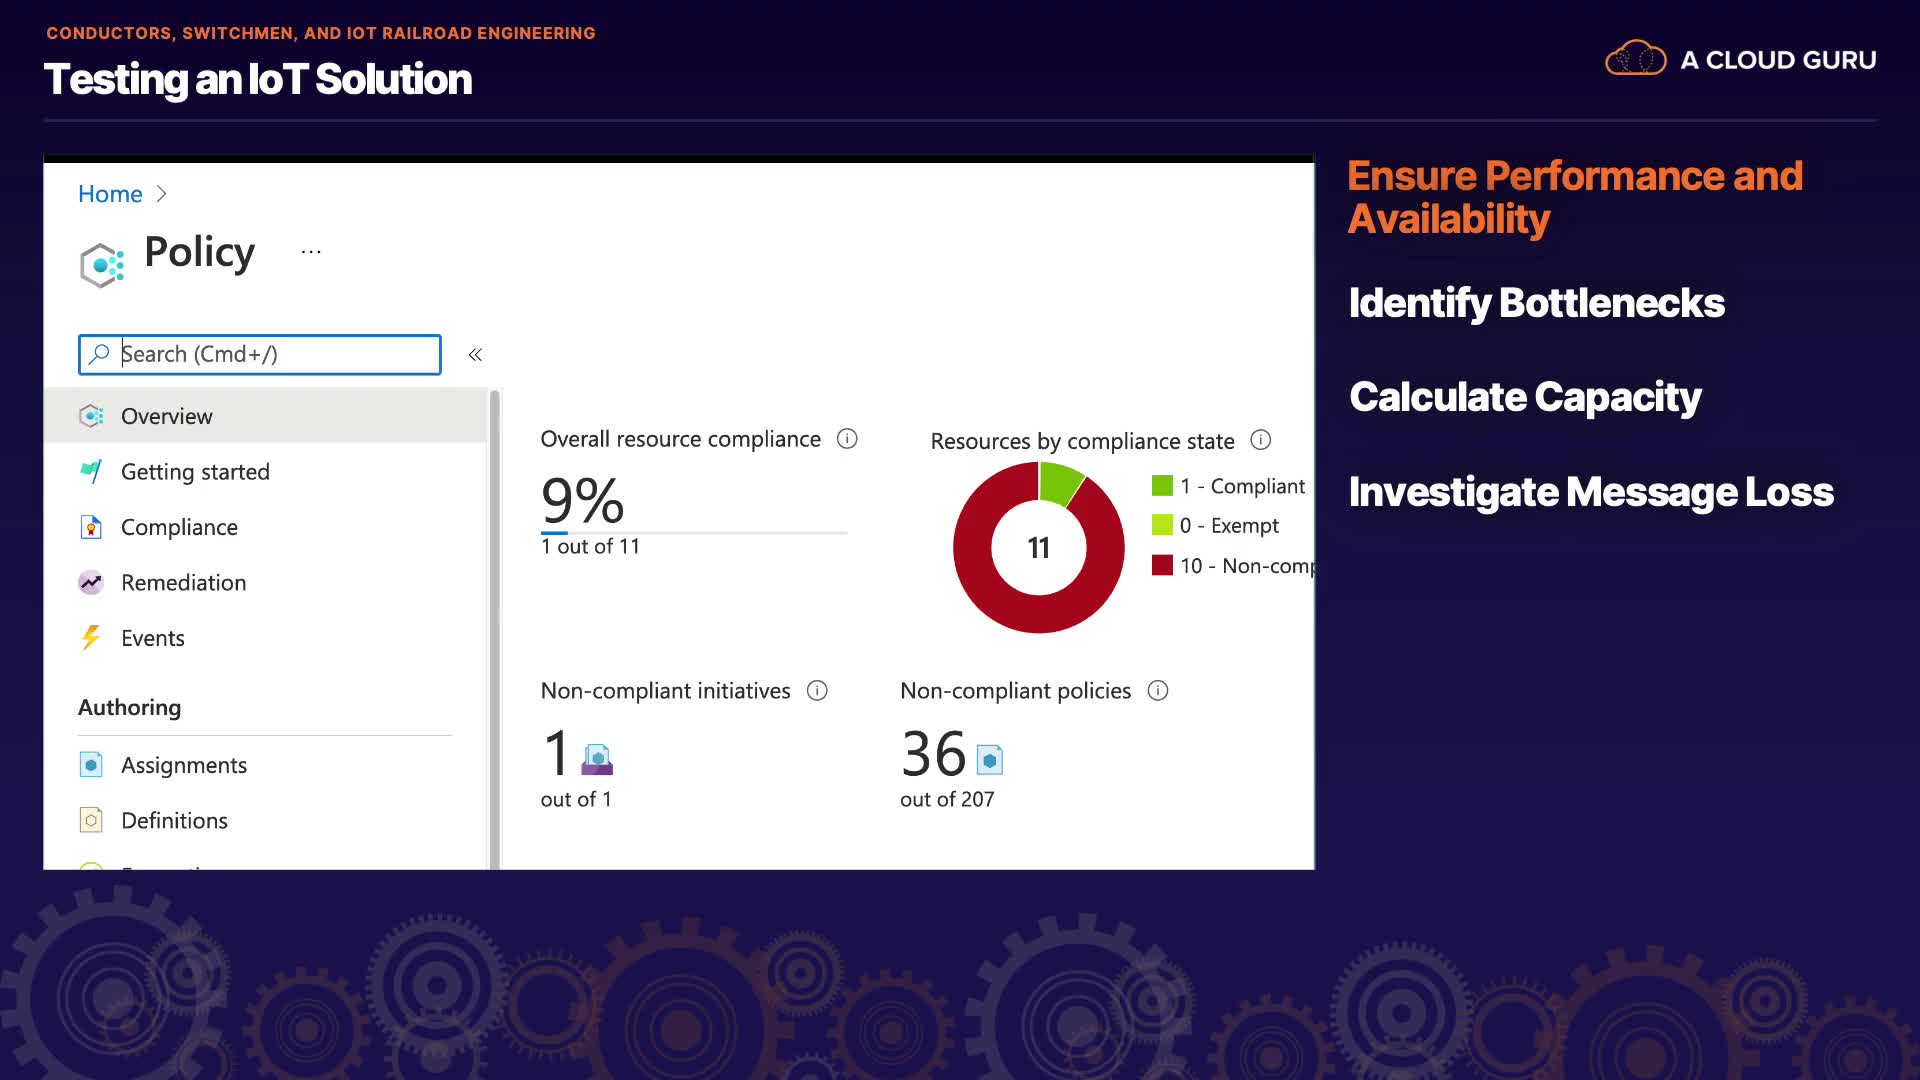 CONDUCTORS, SWITCHMEN, AND IOT RAILROAD ENGINEERING
Testing an IoT Solution
A CLOUD GURU
Home
Policy
...
Search (Cmd+/)
«
Overview
Getting started
Compliance
Remediation
Events
Authoring
Assignments
Definitions
Overall resource compliance
9%
1 out of 11
Resources by compliance state
11
1 - Compliant
0 - Exempt
10 - Non-comp
Non-compliant initiatives
1
out of 1
Non-compliant policies
36
out of 207
Ensure Performance and
Availability
Identify Bottlenecks
Calculate Capacity
Investigate Message Loss